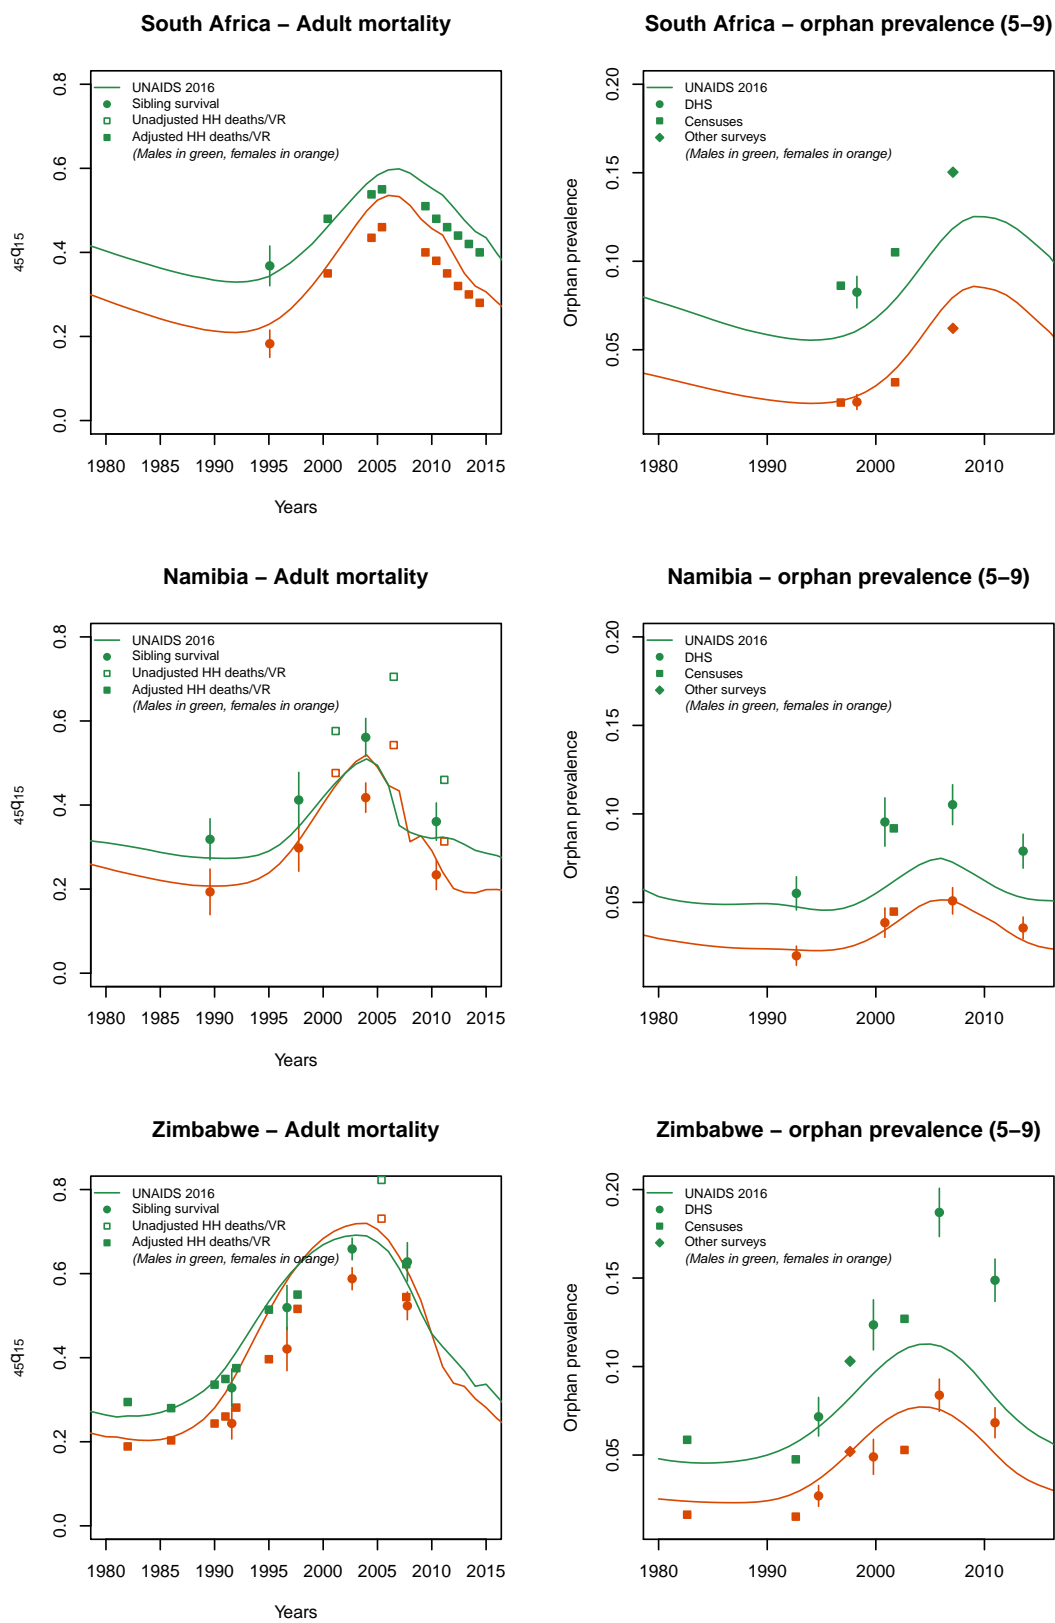 South Africa – Adult mortality
0.8
0.6
0.4
0.2
0.0
45q15
UNAIDS 2016
Sibling survival
Unadjusted HH deaths/VR
Adjusted HH deaths/VR
(Males in green, females in orange)
1980 1985 1990 1995 2000 2005 2010 2015
Years
South Africa – orphan prevalence (5–9)
0.20
0.15
0.10
0.05
Orphan prevalence
UNAIDS 2016
DHS
Censuses
Other surveys
(Males in green, females in orange)
1980 1990 2000 2010
Namibia – Adult mortality
0.8
0.6
0.4
0.2
0.0
45q15
UNAIDS 2016
Sibling survival
Unadjusted HH deaths/VR
Adjusted HH deaths/VR
(Males in green, females in orange)
1980 1985 1990 1995 2000 2005 2010 2015
Years
Namibia – orphan prevalence (5–9)
0.20
0.15
0.10
0.05
Orphan prevalence
UNAIDS 2016
DHS
Censuses
Other surveys
(Males in green, females in orange)
1980 1990 2000 2010
Zimbabwe – Adult mortality
0.8
0.6
0.4
0.2
0.0
45q15
UNAIDS 2016
Sibling survival
Unadjusted HH deaths/VR
Adjusted HH deaths/VR
(Males in green, females in orange)
1980 1985 1990 1995 2000 2005 2010 2015
Years
Zimbabwe – orphan prevalence (5–9)
0.20
0.15
0.10
0.05
Orphan prevalence
UNAIDS 2016
DHS
Censuses
Other surveys
(Males in green, females in orange)
1980 1990 2000 2010